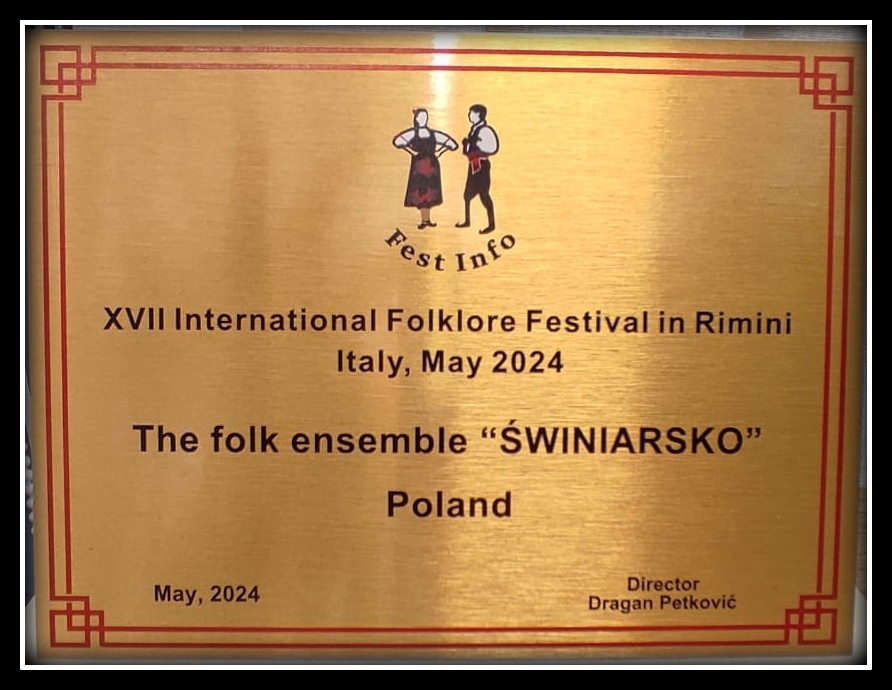 Fest Info
XVII International Folklore Festival in Rimini
Italy, May 2024
The folk ensemble “ŚWINIARSKO”
Poland
May, 2024
Director
Dragan Petković